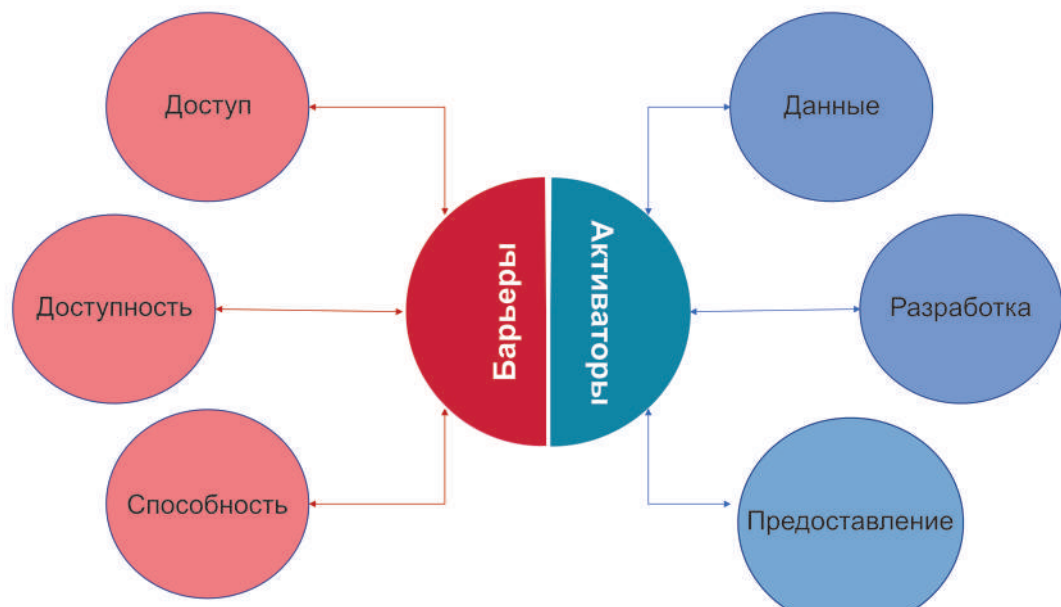 Доступ
Доступность
Способность
Барьеры
Активаторы
Данные
Разработка
Предоставление